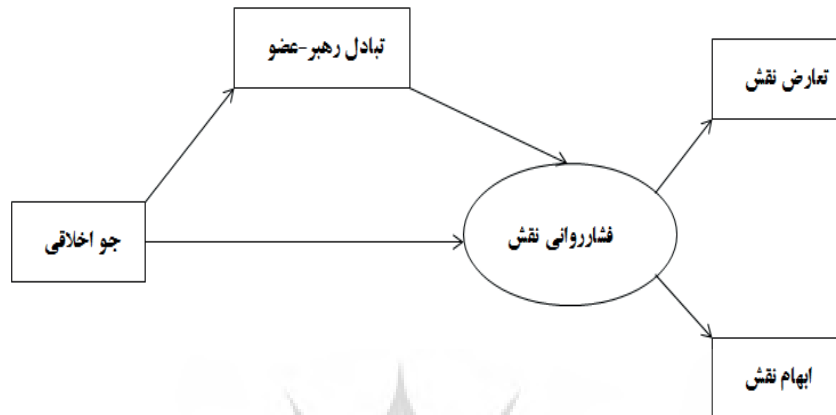 تبادل رهبر-عضو
تعارض نقش
جو اخلاقی
فشارروانی نقش
ابهام نقش